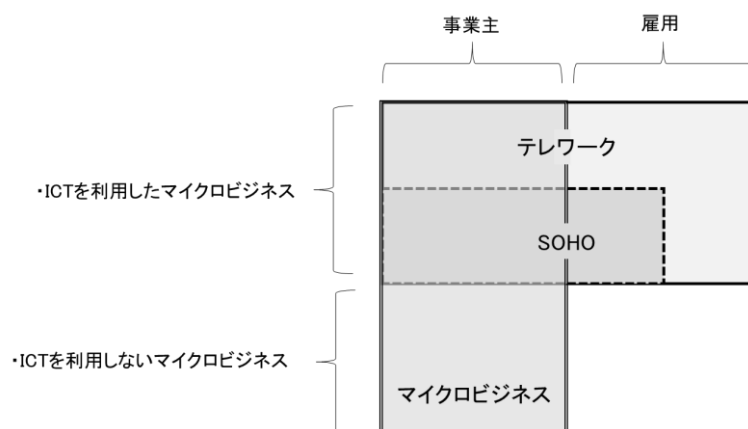 事業主
雇用
テレワーク
・ICTを利用したマイクロビジネス
SOHO
・ICTを利用しないマイクロビジネス
マイクロビジネス